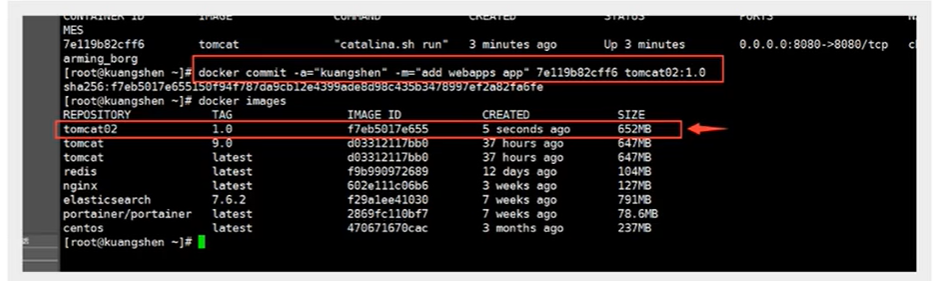 CONTAINER ID IMAGE COMMAND CREATED STATUS PORTS
MES
7e119b82cff6 tomcat "catalina.sh run" 3 minutes ago Up 3 minutes 0.0.0.0:8080->8080/tcp
arming_borg
[root@kuangshen ~]# docker commit -a="kuangshen" -m="add webapps app" 7e119b82cff6 tomcat02:1.0
sha256:f7eb5017e655150f94f787da9cb12e4399ade8d98c435b3478997ef2a82fa6fe
[root@kuangshen ~]# docker images
REPOSITORY TAG IMAGE ID CREATED SIZE
tomcat02 1.0 f7eb5017e655 5 seconds ago 652MB
tomcat 9.0 d03312117bb0 37 hours ago 647MB
tomcat latest d03312117bb0 37 hours ago 647MB
redis latest f9b990972689 12 days ago 104MB
nginx latest 602e111c06b6 3 weeks ago 127MB
elasticsearch 7.6.2 f29a1ee41030 7 weeks ago 791MB
portainer/portainer latest 2869fc110bf7 7 weeks ago 78.6MB
centos latest 470671670cac 3 months ago 237MB
[root@kuangshen ~]#